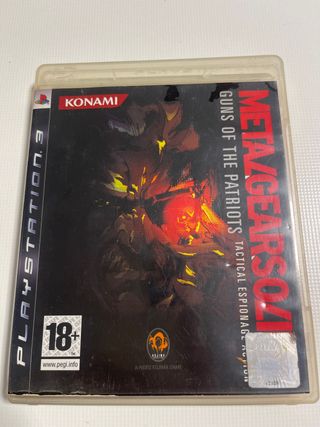 KONAMI
METAL GEAR SOLID 4
GUNS OF THE PATRIOTS
TACTICAL ESPIONAGE ACTION
PLAYSTATION 3
18+
www.pegi.info
A HIDEO KOJIMA GAME